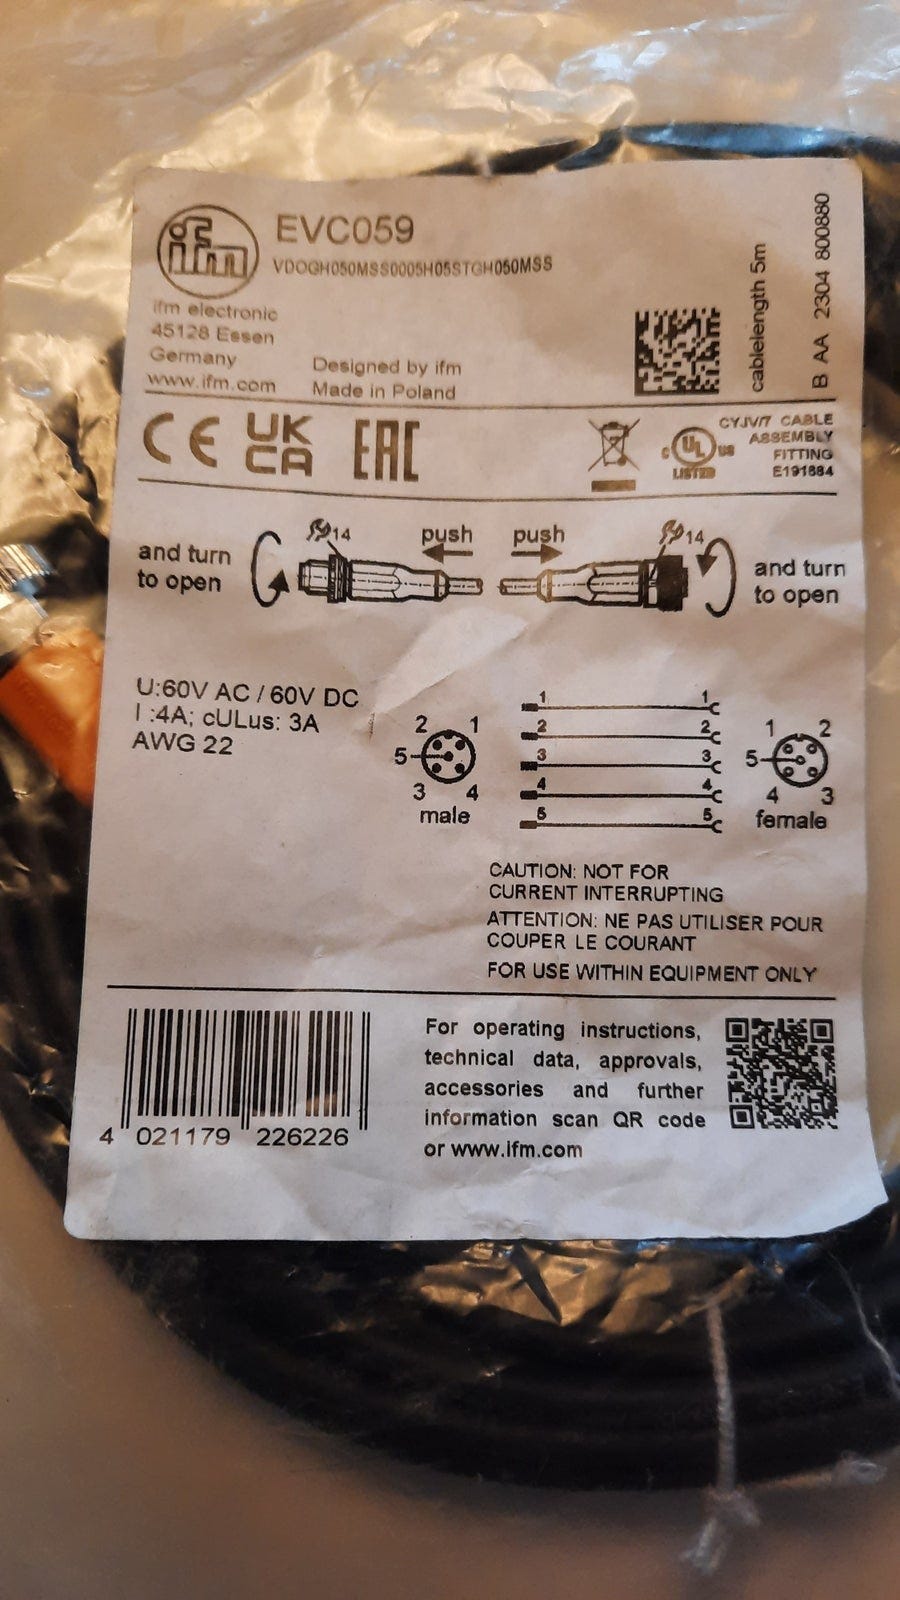 ifm
EVC059
VDOGH050MSS0005H05STGH050MSS
ifm electronic
45128 Essen
Germany
www.ifm.com
Designed by ifm
Made in Poland
cablelength 5m
B AA 2304 800880
CE
UK
CA
EAC
c UL us
LISTED
CYJV/7 CABLE
ASSEMBLY
FITTING
E191684
and turn
to open
14
push
push
14
and turn
to open
U:60V AC / 60V DC
I :4A; cULus: 3A
AWG 22
2 1
5
3 4
male
1 1
2 2
3 3
4 4
5 5
1 2
5
4 3
female
CAUTION: NOT FOR
CURRENT INTERRUPTING
ATTENTION: NE PAS UTILISER POUR
COUPER LE COURANT
FOR USE WITHIN EQUIPMENT ONLY
4 021179 226226
For operating instructions,
technical data, approvals,
accessories and further
information scan QR code
or www.ifm.com